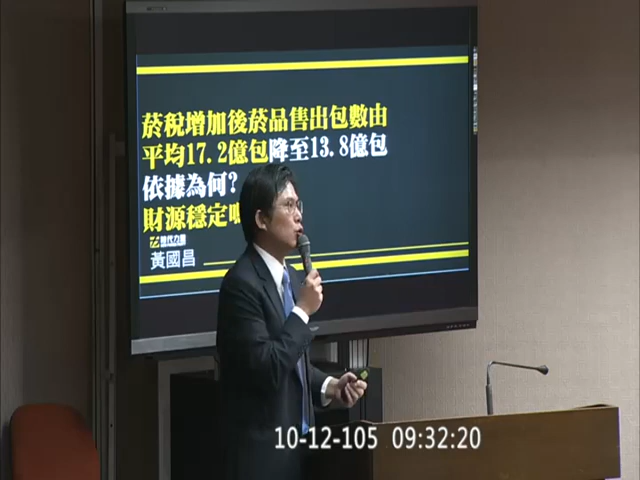 菸稅增加後菸品售出包數由
平均17.2億包降至13.8億包
依據為何?
財源穩定
時代力量
黃國昌
10-12-105 09:32:20